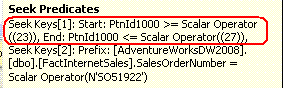 Seek Predicates
Seek Keys[1]: Start: PtnId1000 >= Scalar Operator
((23)), End: PtnId1000 <= Scalar Operator((27)),
Seek Keys[2]: Prefix: [AdventureWorksDW2008].
[dbo].[FactInternetSales].SalesOrderNumber =
Scalar Operator(N'SO51922')